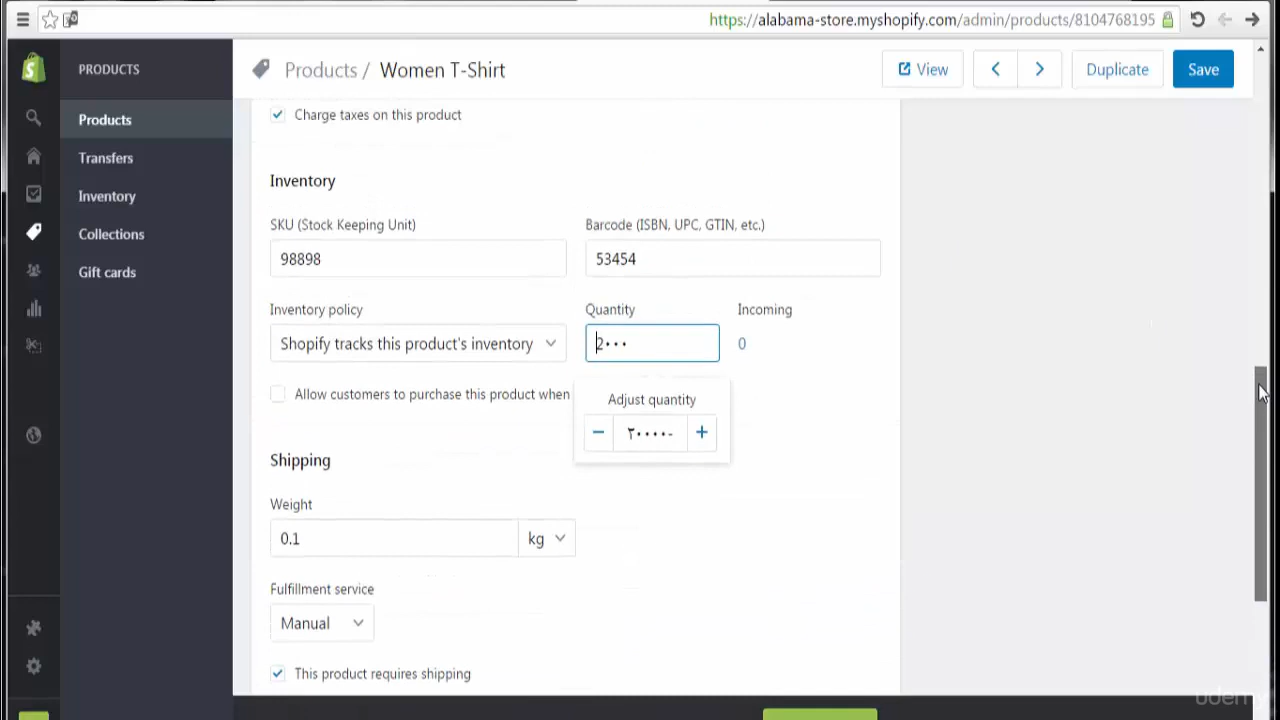 https://alabama-store.myshopify.com/admin/products/8104768195
PRODUCTS
Products / Women T-Shirt
View
Duplicate
Save
Products
Transfers
Inventory
Collections
Gift cards
Charge taxes on this product
Inventory
SKU (Stock Keeping Unit)
Barcode (ISBN, UPC, GTIN, etc.)
98898
53454
Inventory policy
Quantity
Incoming
Shopify tracks this product's inventory
2٠٠٠
0
Allow customers to purchase this product when
Adjust quantity
− ٢٠٠٠٠- +
Shipping
Weight
0.1
kg
Fulfillment service
Manual
This product requires shipping
udemy